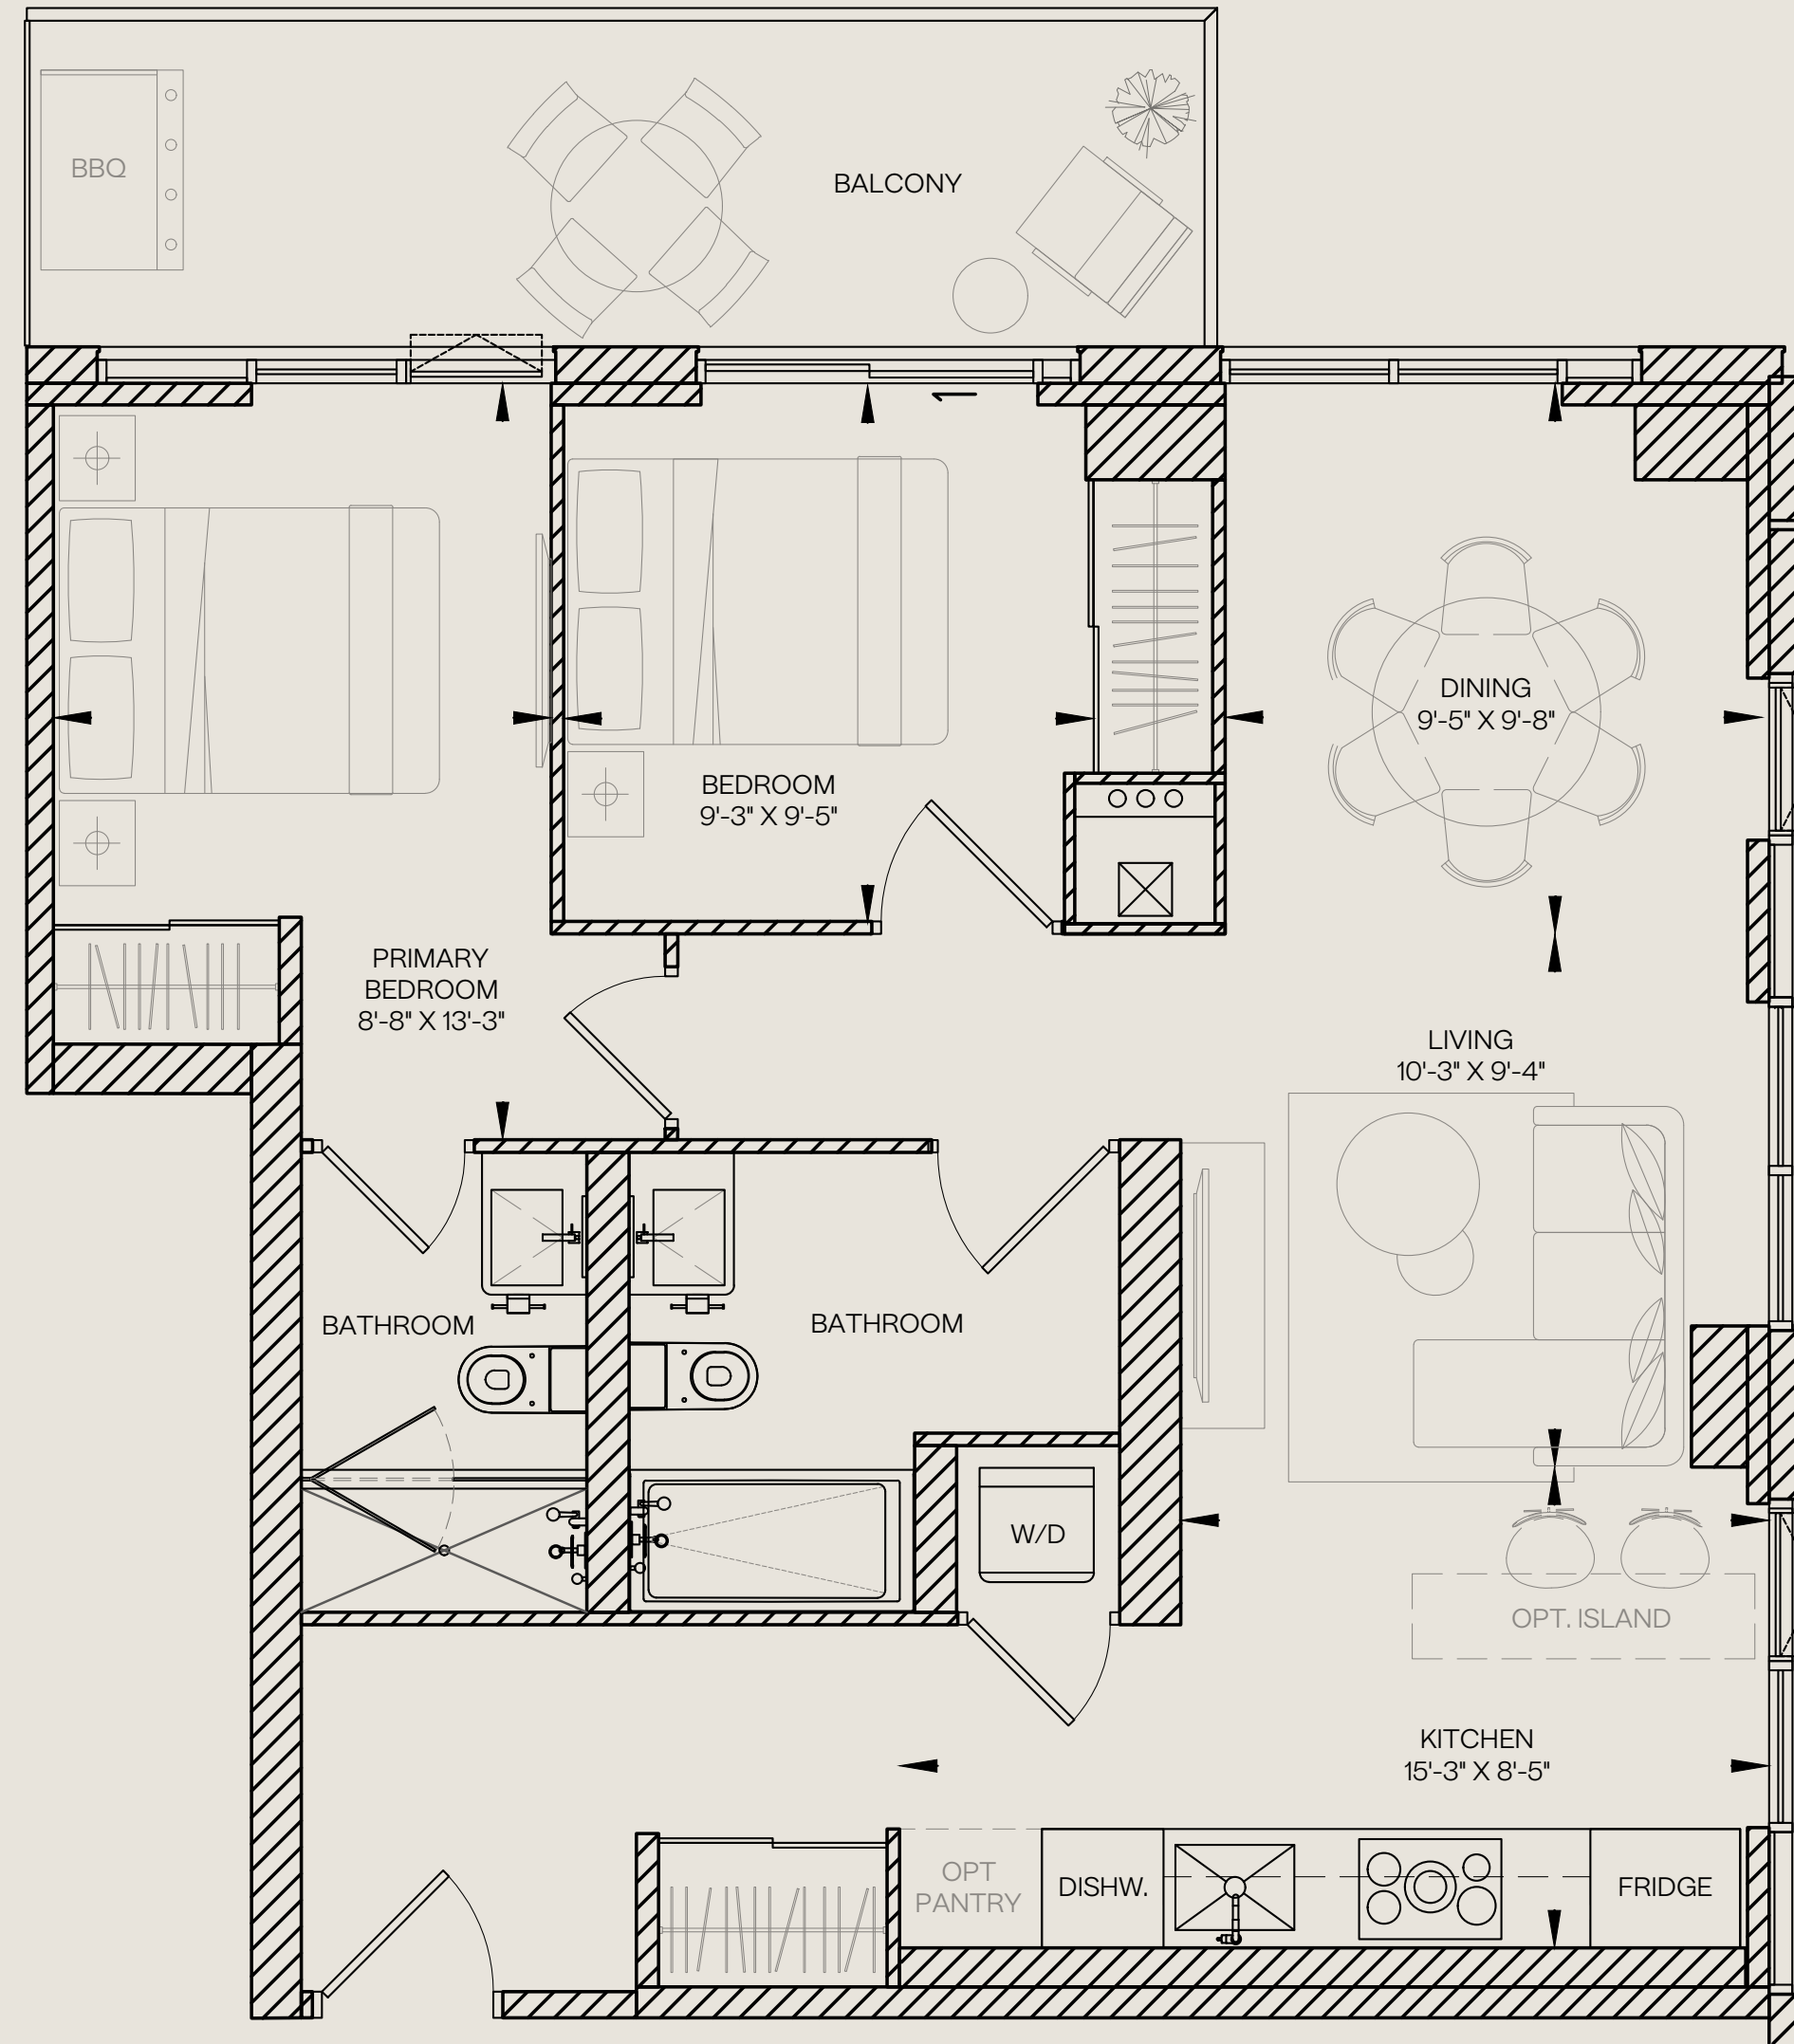 BBQ
BALCONY
DINING
9'-5" X 9'-8"
BEDROOM
9'-3" X 9'-5"
PRIMARY
BEDROOM
8'-8" X 13'-3"
LIVING
10'-3" X 9'-4"
BATHROOM
BATHROOM
W/D
OPT. ISLAND
KITCHEN
15'-3" X 8'-5"
OPT
PANTRY
DISHW.
FRIDGE